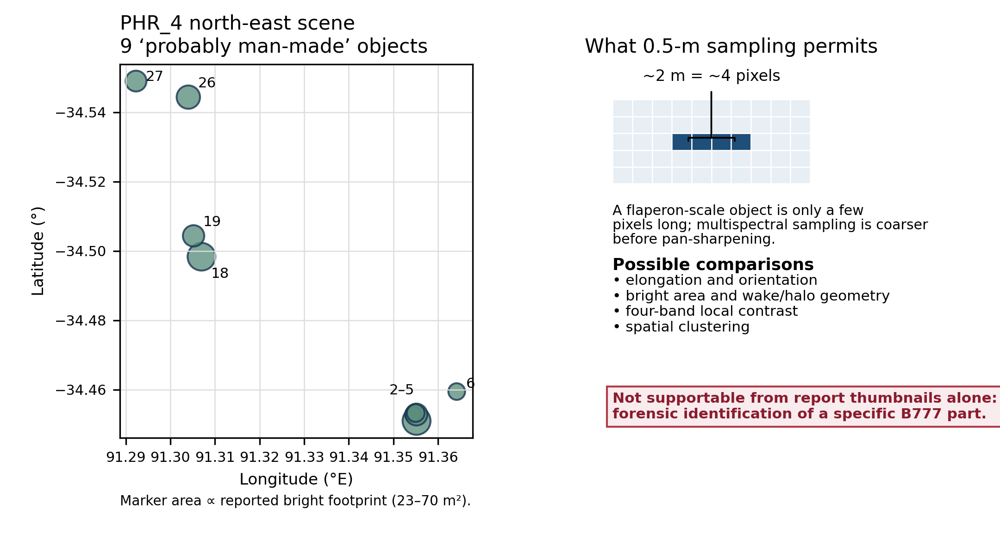 PHR_4 north-east scene
9 ‘probably man-made’ objects
27
26
19
18
2–5
6
−34.54
−34.52
−34.50
−34.48
−34.46
Latitude (°)
91.29 91.30 91.31 91.32 91.33 91.34 91.35 91.36
Longitude (°E)
Marker area ∝ reported bright footprint (23–70 m²).
What 0.5-m sampling permits
~2 m = ~4 pixels
A flaperon-scale object is only a few
pixels long; multispectral sampling is coarser
before pan-sharpening.
Possible comparisons
• elongation and orientation
• bright area and wake/halo geometry
• four-band local contrast
• spatial clustering
Not supportable from report thumbnails alone:
forensic identification of a specific B777 part.